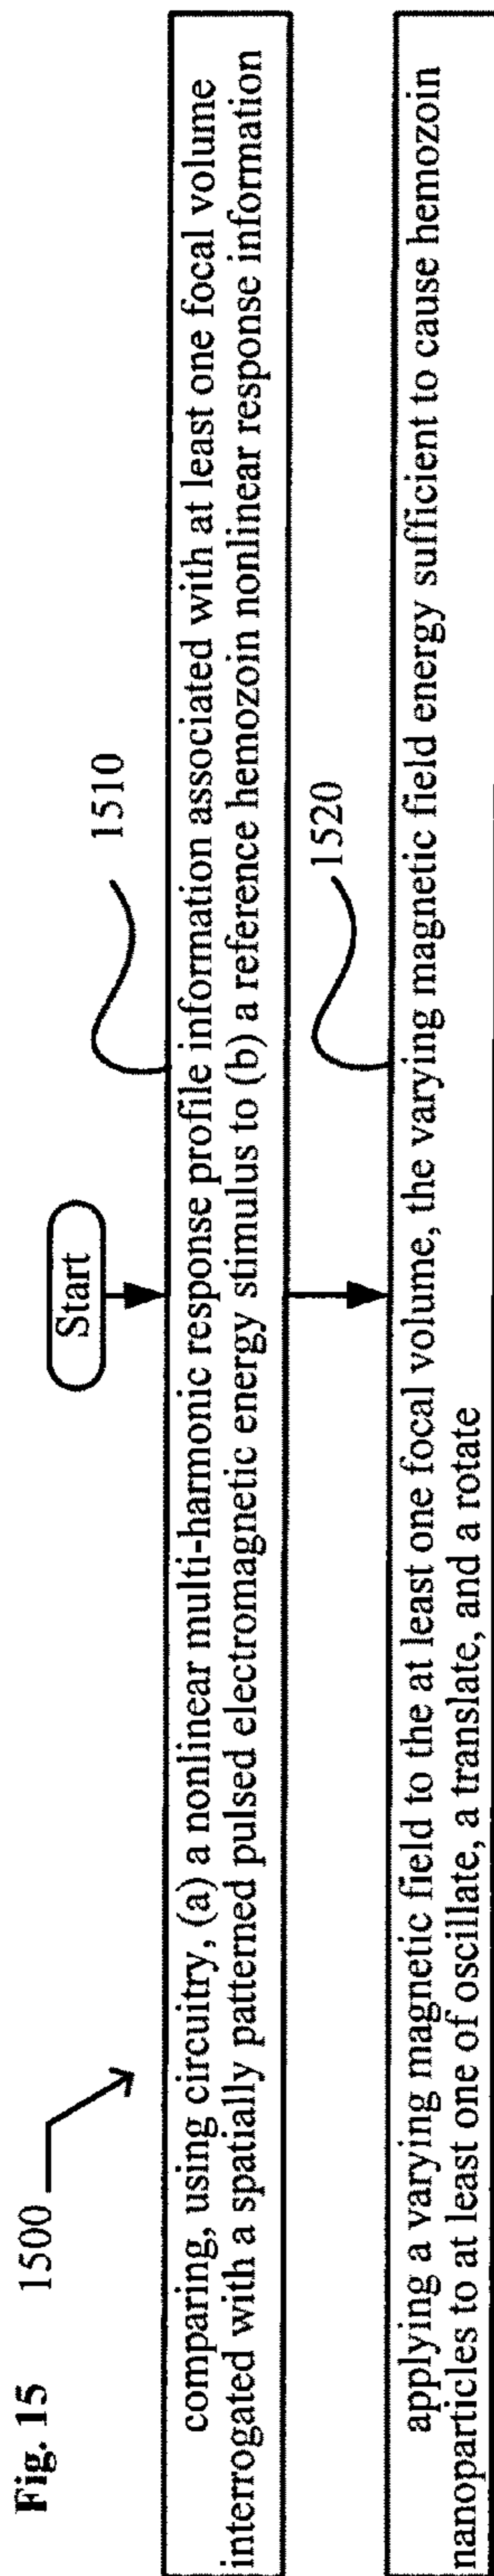 Fig. 15
1500
Start
1510
comparing, using circuitry, (a) a nonlinear multi-harmonic response profile information associated with at least one focal volume
interrogated with a spatially patterned pulsed electromagnetic energy stimulus to (b) a reference hemozoin nonlinear response information
1520
applying a varying magnetic field to the at least one focal volume, the varying magnetic field energy sufficient to cause hemozoin
nanoparticles to at least one of oscillate, a translate, and a rotate